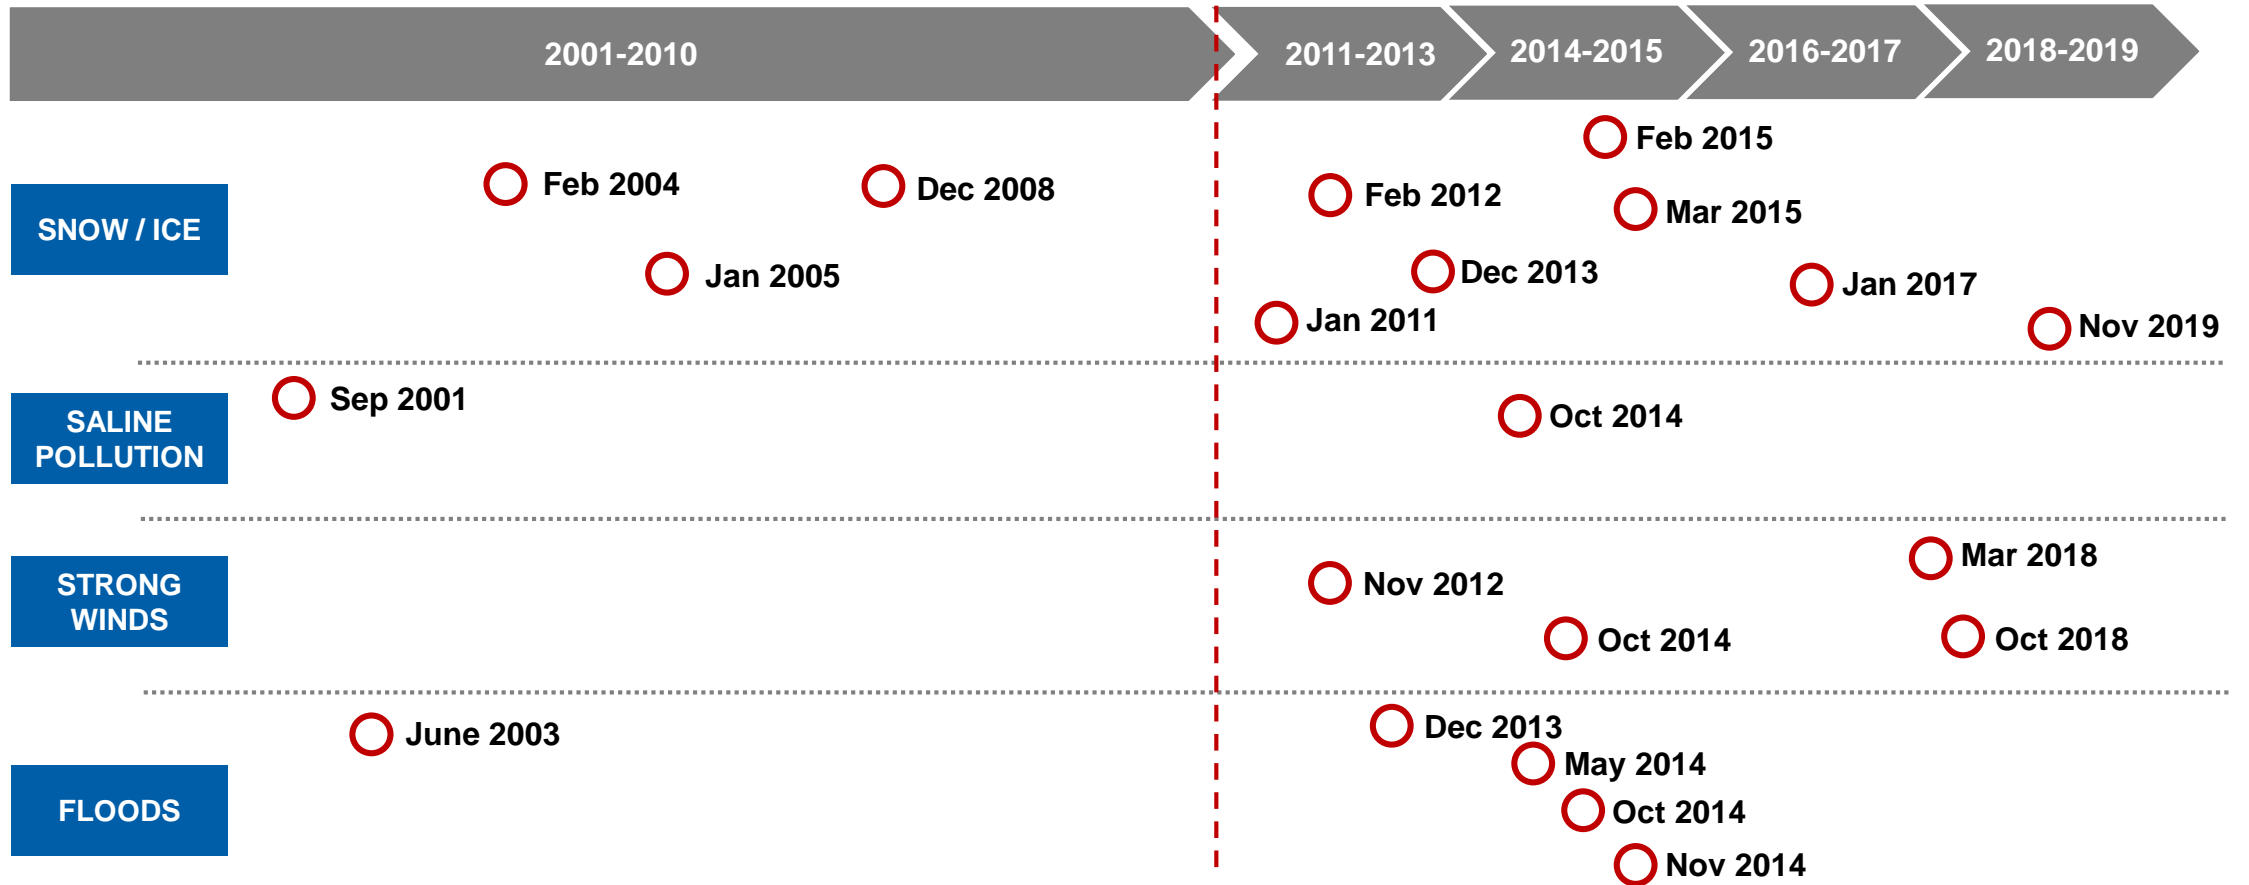 2001-2010
2011-2013
2014-2015
2016-2017
2018-2019
SNOW / ICE
Feb 2004
Jan 2005
Dec 2008
Jan 2011
Feb 2012
Dec 2013
Feb 2015
Mar 2015
Jan 2017
Nov 2019
SALINE
POLLUTION
Sep 2001
Oct 2014
STRONG
WINDS
Nov 2012
Oct 2014
Mar 2018
Oct 2018
FLOODS
June 2003
Dec 2013
May 2014
Oct 2014
Nov 2014